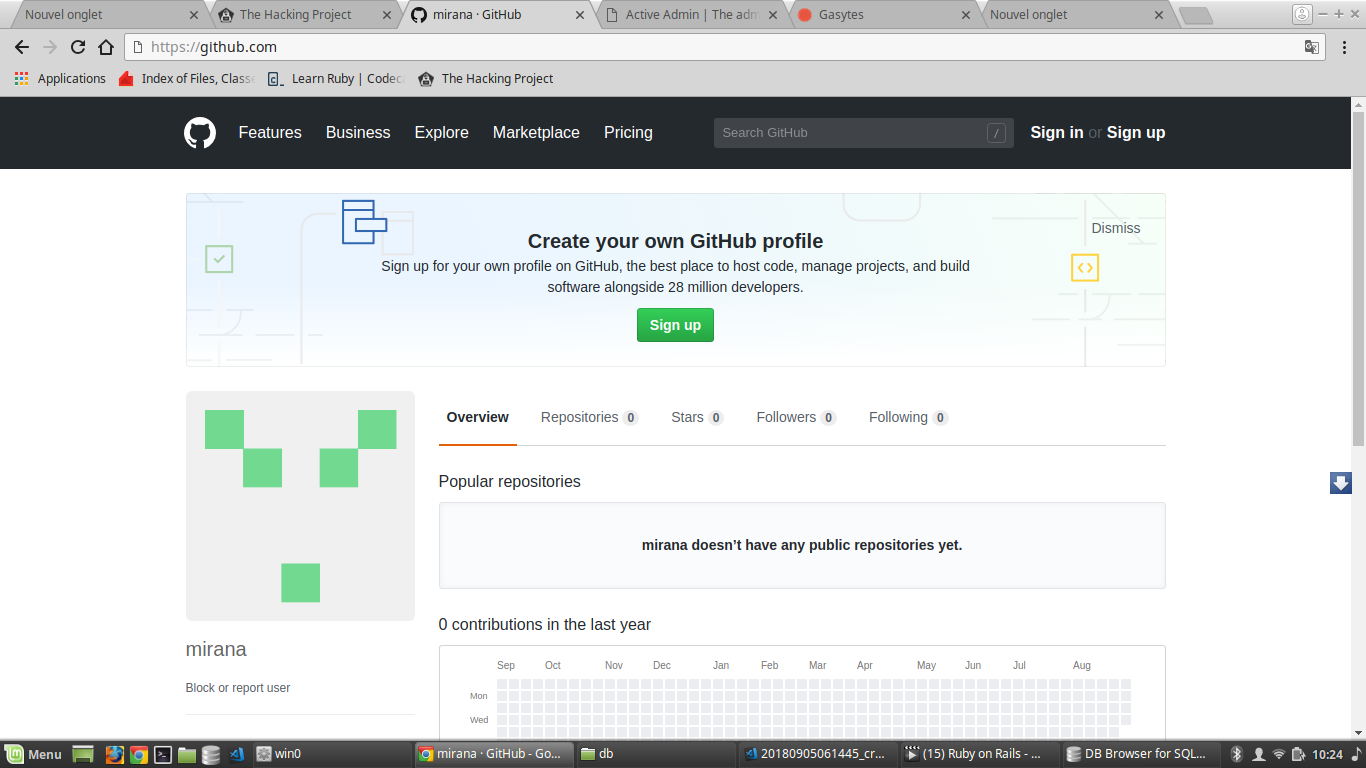 Nouvel onglet
The Hacking Project
mirana · GitHub
Active Admin | The adm
Gasytes
Nouvel onglet
https://github.com
Applications
Index of Files, Classe
Learn Ruby | Codeca
The Hacking Project
Features
Business
Explore
Marketplace
Pricing
Search GitHub
/
Sign in or Sign up
Create your own GitHub profile
Dismiss
Sign up for your own profile on GitHub, the best place to host code, manage projects, and build
software alongside 28 million developers.
Sign up
Overview
Repositories 0
Stars 0
Followers 0
Following 0
Popular repositories
mirana doesn’t have any public repositories yet.
0 contributions in the last year
Sep Oct Nov Dec Jan Feb Mar Apr May Jun Jul Aug
Mon
Wed
mirana
Block or report user
Menu
win0
mirana · GitHub - Go...
db
20180905061445_cr...
(15) Ruby on Rails - ...
DB Browser for SQL...
10:24